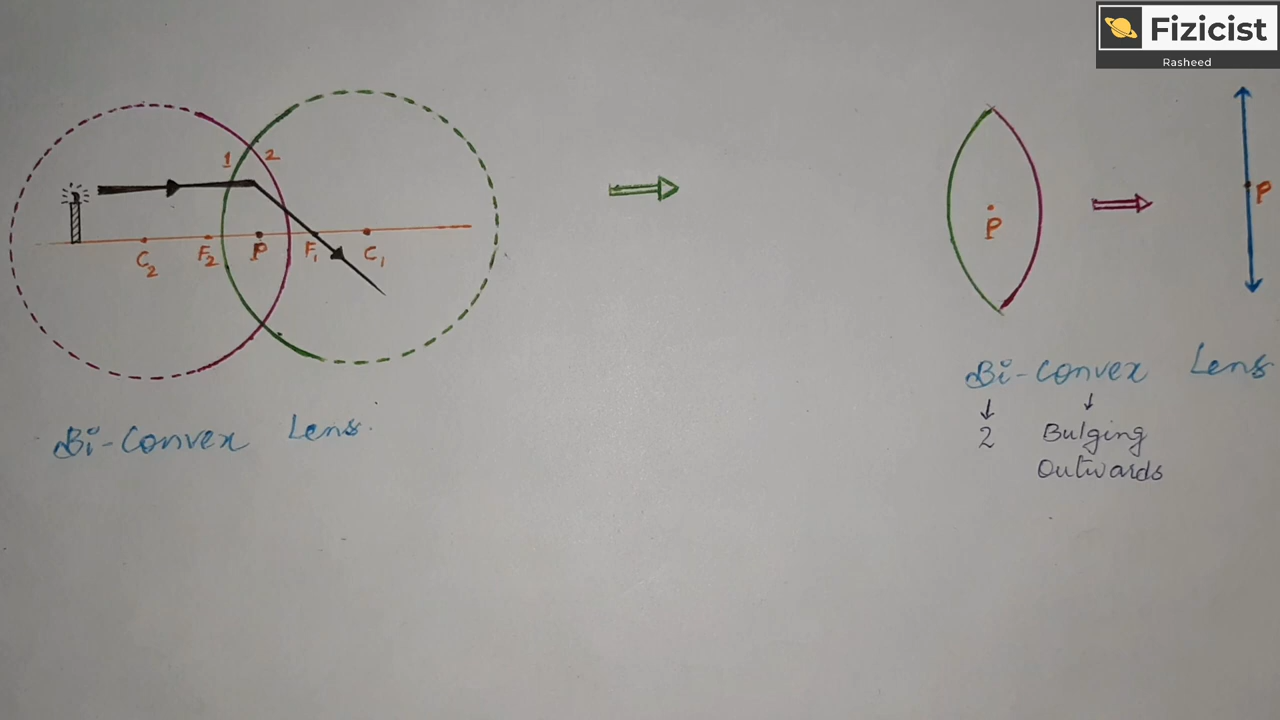 Fizicist
Rasheed
1 2
C2 F2 P F1 C1
Bi-Convex Lens.
P
P
Bi-Convex Lens
2 Bulging
Outwards